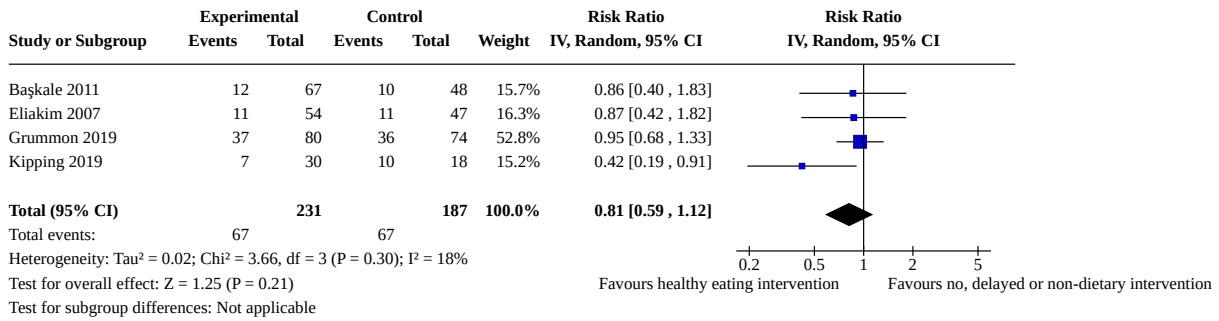 Experimental Control Risk Ratio Risk Ratio
Study or Subgroup Events Total Events Total Weight IV, Random, 95% CI IV, Random, 95% CI
Başkale 2011 12 67 10 48 15.7% 0.86 [0.40 , 1.83]
Eliakim 2007 11 54 11 47 16.3% 0.87 [0.42 , 1.82]
Grummon 2019 37 80 36 74 52.8% 0.95 [0.68 , 1.33]
Kipping 2019 7 30 10 18 15.2% 0.42 [0.19 , 0.91]
Total (95% CI) 231 187 100.0% 0.81 [0.59 , 1.12]
Total events: 67 67
Heterogeneity: Tau² = 0.02; Chi² = 3.66, df = 3 (P = 0.30); I² = 18%
0.2 0.5 1 2 5
Test for overall effect: Z = 1.25 (P = 0.21) Favours healthy eating intervention Favours no, delayed or non-dietary intervention
Test for subgroup differences: Not applicable